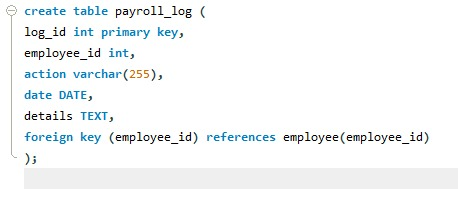 create table payroll_log (
log_id int primary key,
employee_id int,
action varchar(255),
date DATE,
details TEXT,
foreign key (employee_id) references employee(employee_id)
);